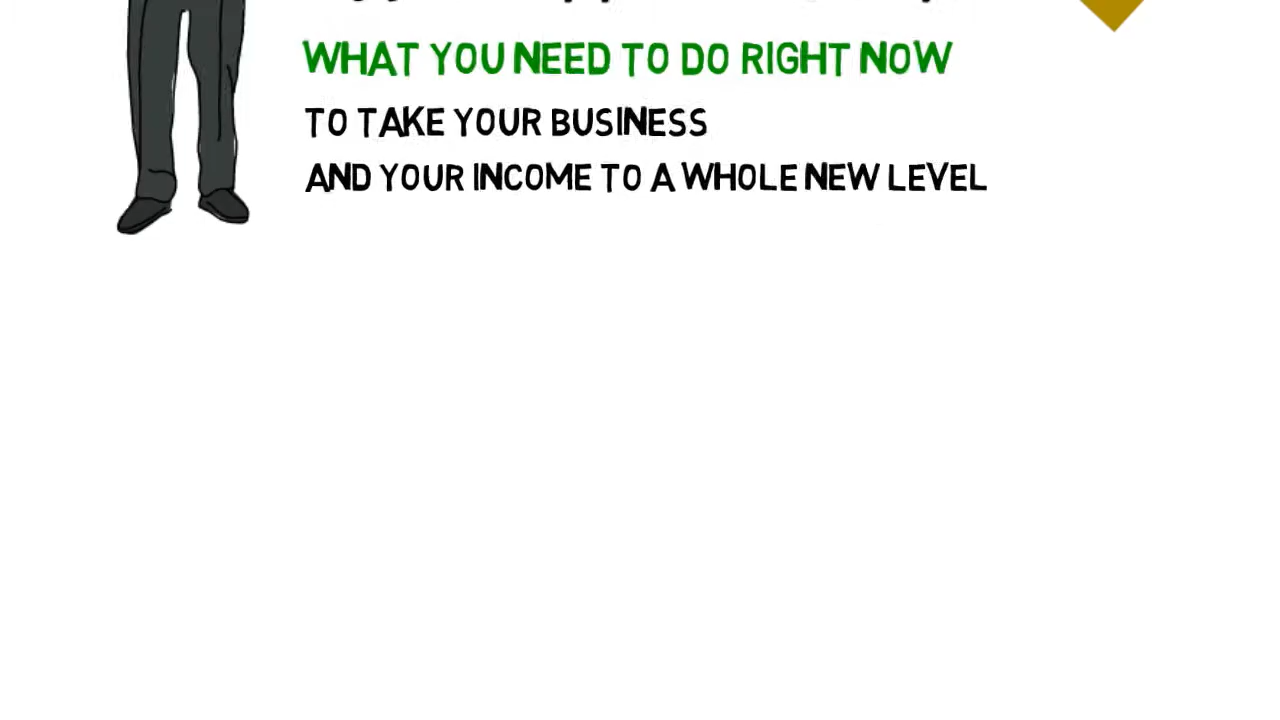 WHAT YOU NEED TO DO RIGHT NOW
TO TAKE YOUR BUSINESS
AND YOUR INCOME TO A WHOLE NEW LEVEL